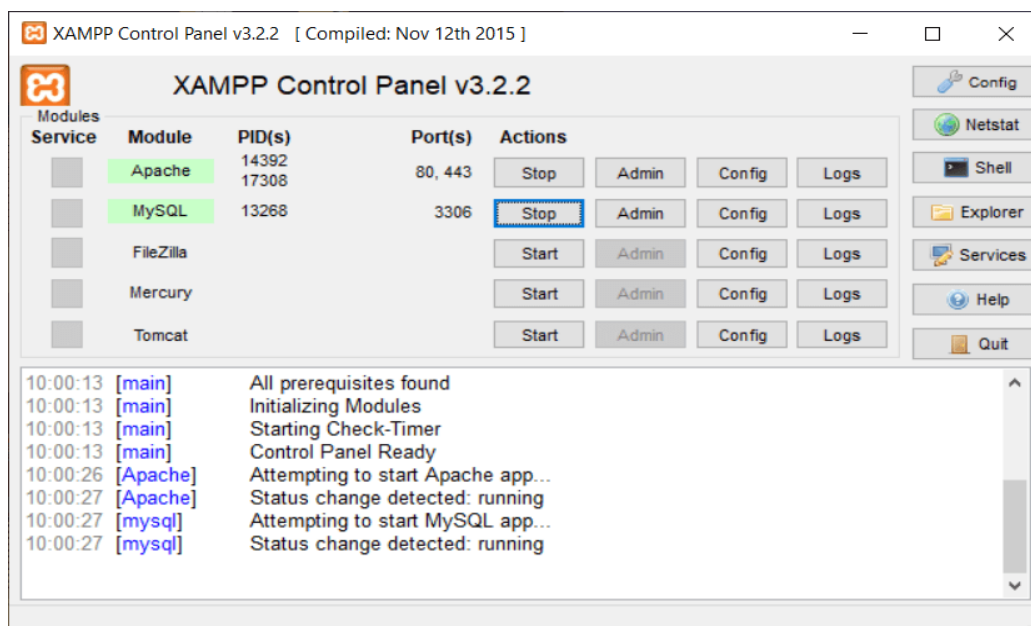 XAMPP Control Panel v3.2.2 [ Compiled: Nov 12th 2015 ]
XAMPP Control Panel v3.2.2
Config
Modules
Service Module PID(s) Port(s) Actions
Netstat
Apache 14392 17308 80, 443 Stop Admin Config Logs
Shell
MySQL 13268 3306 Stop Admin Config Logs
Explorer
FileZilla Start Admin Config Logs
Services
Mercury Start Admin Config Logs
Help
Tomcat Start Admin Config Logs
Quit
10:00:13 [main] All prerequisites found
10:00:13 [main] Initializing Modules
10:00:13 [main] Starting Check-Timer
10:00:13 [main] Control Panel Ready
10:00:26 [Apache] Attempting to start Apache app...
10:00:27 [Apache] Status change detected: running
10:00:27 [mysql] Attempting to start MySQL app...
10:00:27 [mysql] Status change detected: running